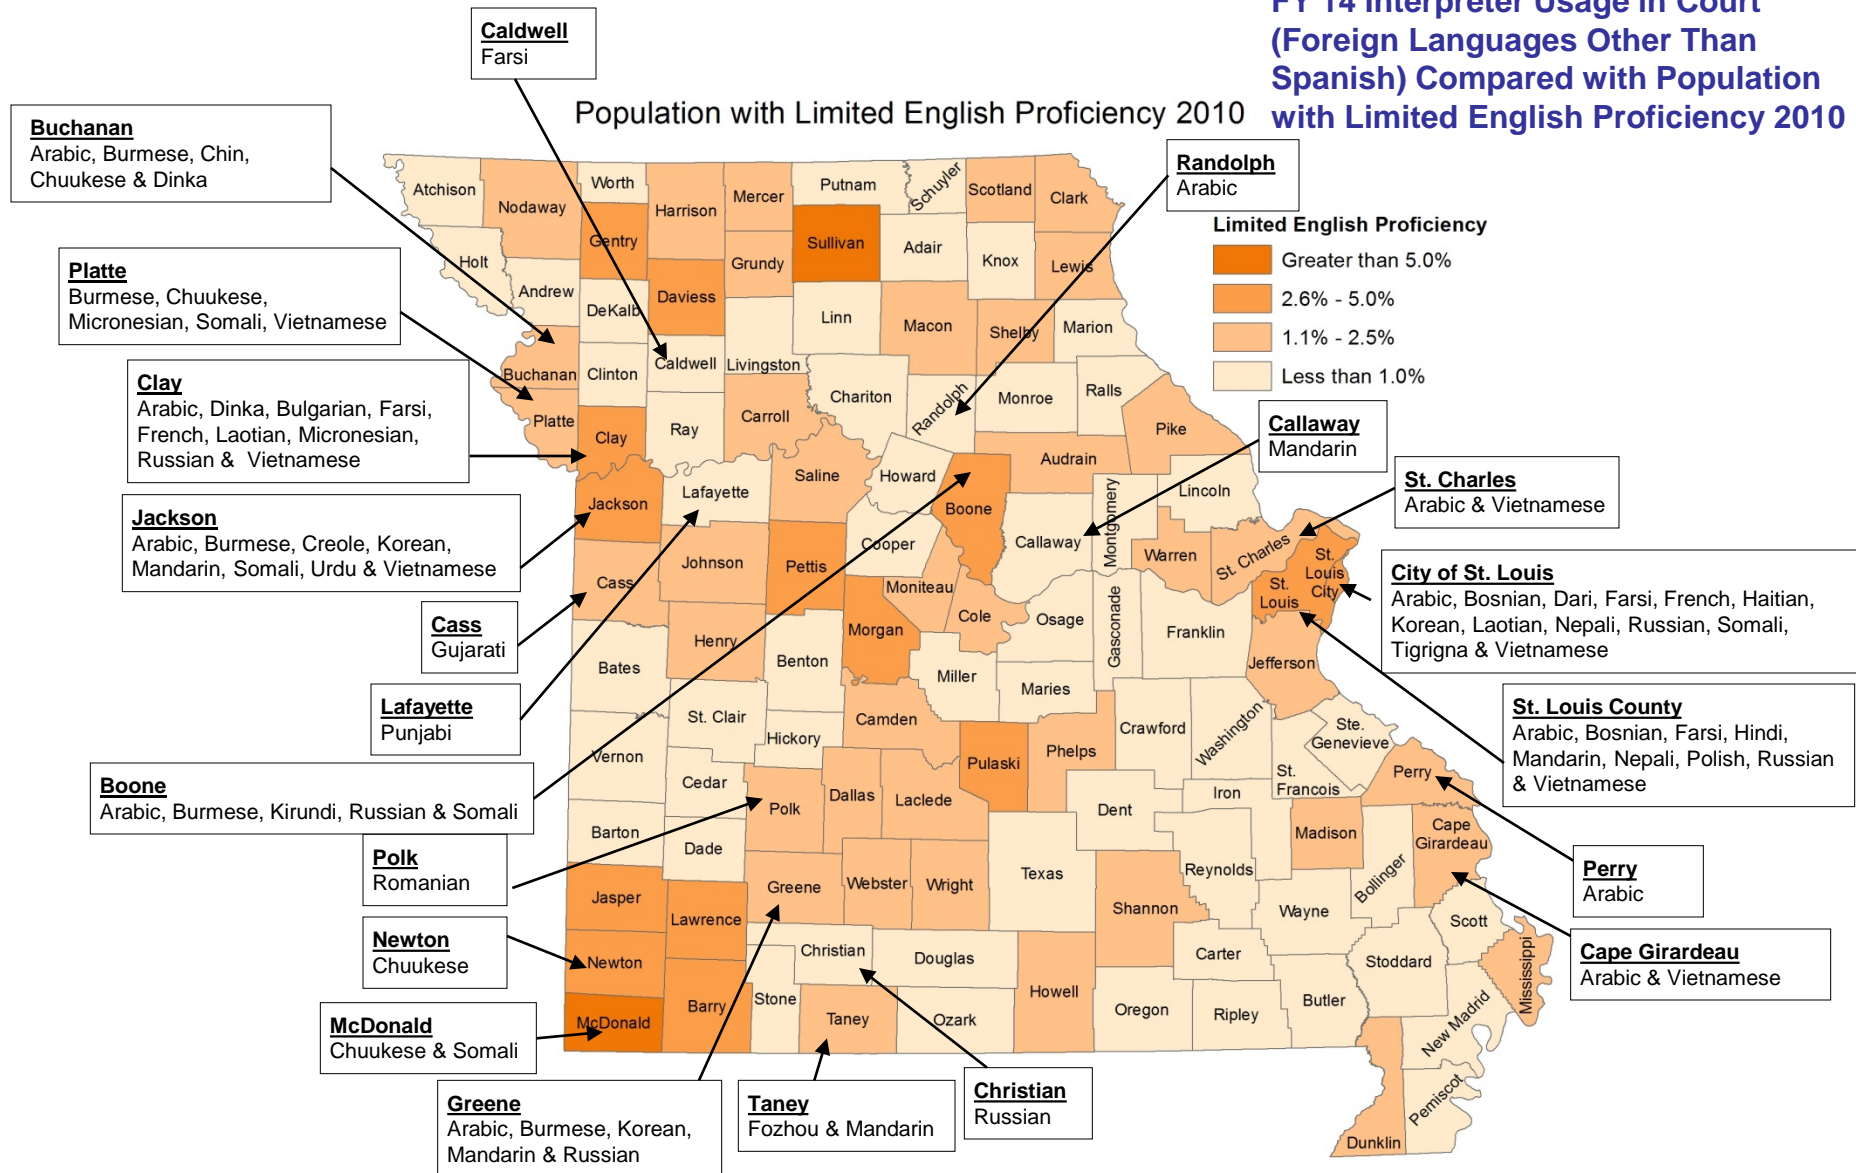 FY 14 Interpreter Usage in Court
(Foreign Languages Other Than
Spanish) Compared with Population
with Limited English Proficiency 2010
Population with Limited English Proficiency 2010
Caldwell
Farsi
Buchanan
Arabic, Burmese, Chin,
Chuukese & Dinka
Randolph
Arabic
Platte
Burmese, Chuukese,
Micronesian, Somali, Vietnamese
Clay
Arabic, Dinka, Bulgarian, Farsi,
French, Laotian, Micronesian,
Russian & Vietnamese
Jackson
Arabic, Burmese, Creole, Korean,
Mandarin, Somali, Urdu & Vietnamese
Cass
Gujarati
Lafayette
Punjabi
Boone
Arabic, Burmese, Kirundi, Russian & Somali
Polk
Romanian
Newton
Chuukese
McDonald
Chuukese & Somali
Greene
Arabic, Burmese, Korean,
Mandarin & Russian
Taney
Fozhou & Mandarin
Christian
Russian
Limited English Proficiency
Greater than 5.0%
2.6% - 5.0%
1.1% - 2.5%
Less than 1.0%
Callaway
Mandarin
St. Charles
Arabic & Vietnamese
City of St. Louis
Arabic, Bosnian, Dari, Farsi, French, Haitian,
Korean, Laotian, Nepali, Russian, Somali,
Tigrigna & Vietnamese
St. Louis County
Arabic, Bosnian, Farsi, Hindi,
Mandarin, Nepali, Polish, Russian
& Vietnamese
Perry
Arabic
Cape Girardeau
Arabic & Vietnamese
Atchison
Nodaway
Worth
Harrison
Mercer
Putnam
Schuyler
Scotland
Clark
Holt
Andrew
Gentry
Daviess
Grundy
Sullivan
Adair
Knox
Lewis
DeKalb
Linn
Macon
Shelby
Marion
Buchanan
Clinton
Caldwell
Livingston
Chariton
Randolph
Monroe
Ralls
Platte
Clay
Ray
Carroll
Pike
Audrain
Jackson
Lafayette
Saline
Howard
Boone
Callaway
Montgomery
Lincoln
Warren
St. Charles
St.
Louis
City
St.
Louis
Cass
Johnson
Pettis
Cooper
Moniteau
Cole
Osage
Gasconade
Franklin
Jefferson
Bates
Henry
Benton
Morgan
Miller
Maries
Vernon
St. Clair
Hickory
Camden
Pulaski
Phelps
Crawford
Washington
Ste.
Genevieve
St.
Francois
Perry
Barton
Cedar
Polk
Dallas
Laclede
Dent
Iron
Madison
Cape
Girardeau
Bollinger
Dade
Jasper
Lawrence
Greene
Webster
Wright
Texas
Shannon
Reynolds
Wayne
Scott
Mississippi
Newton
Christian
Douglas
Howell
Carter
Stoddard
McDonald
Barry
Stone
Taney
Ozark
Oregon
Ripley
Butler
New Madrid
Dunklin
Pemiscot